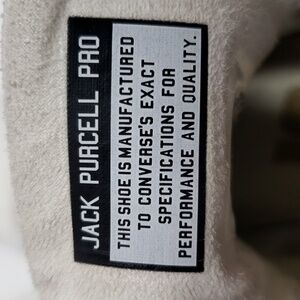 JACK PURCELL PRO
THIS SHOE IS MANUFACTURED
TO CONVERSE'S EXACT
SPECIFICATIONS FOR
PERFORMANCE AND QUALITY.